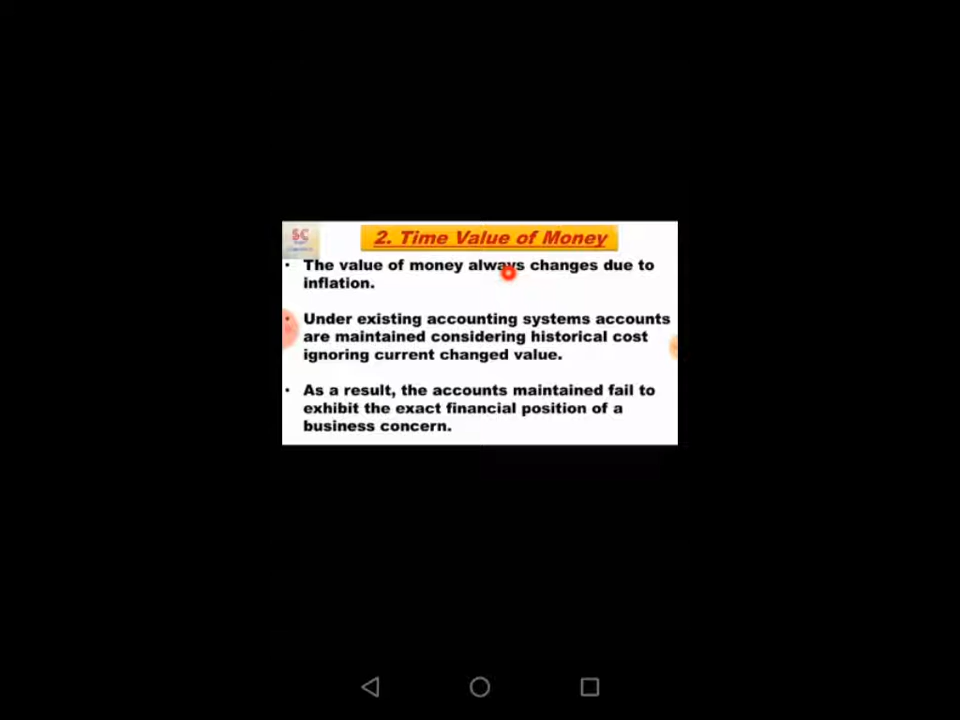 SC
2. Time Value of Money
• The value of money always changes due to
inflation.
• Under existing accounting systems accounts
are maintained considering historical cost
ignoring current changed value.
• As a result, the accounts maintained fail to
exhibit the exact financial position of a
business concern.